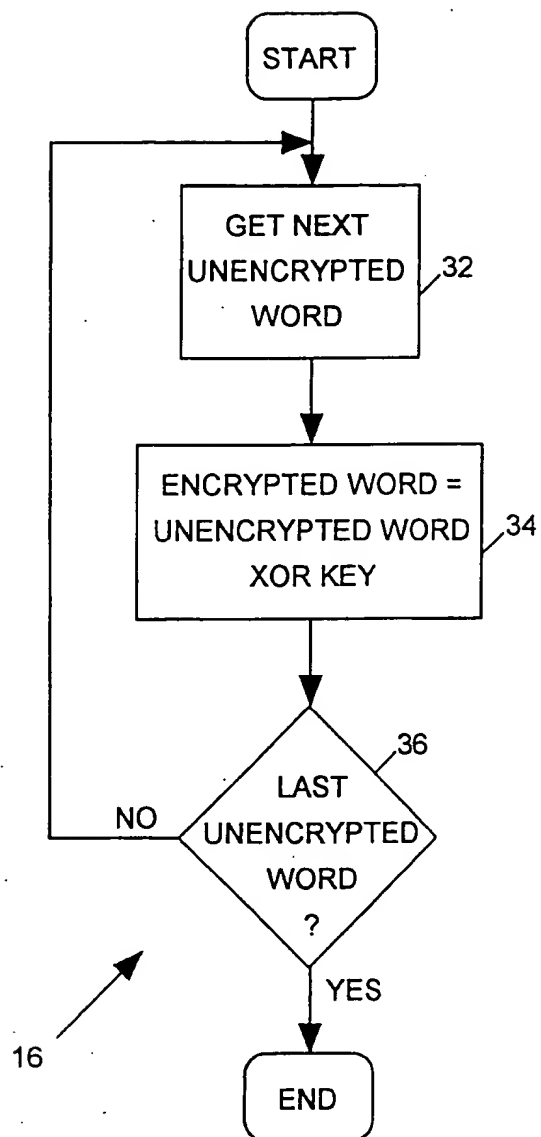 START
GET NEXT
UNENCRYPTED
WORD
32
ENCRYPTED WORD =
UNENCRYPTED WORD
XOR KEY
34
36
LAST
UNENCRYPTED
WORD
?
NO
YES
16
END